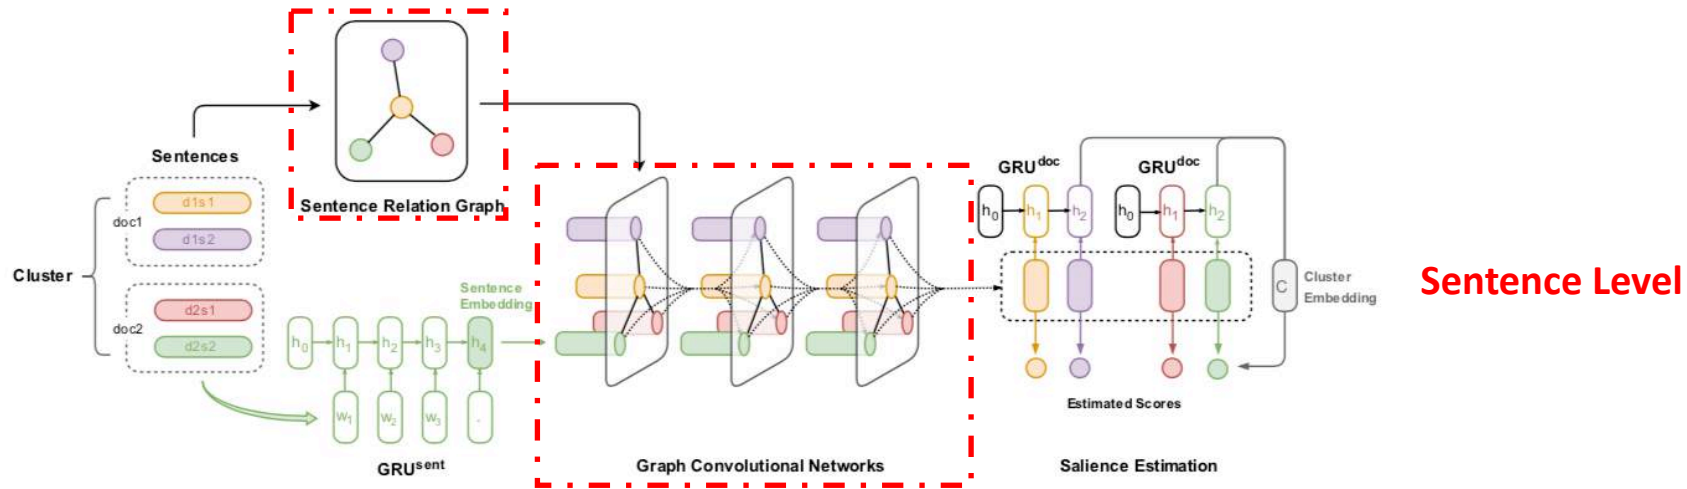 Sentences
Cluster
doc1
d1s1
d1s2
doc2
d2s1
d2s2
Sentence Relation Graph
Sentence
Embedding
h0
h1
h2
h3
h4
w1
w2
w3
.
GRUsent
Graph Convolutional Networks
GRUdoc
GRUdoc
h0
h1
h2
h0
h1
h2
C
Cluster
Embedding
Estimated Scores
Salience Estimation
Sentence Level